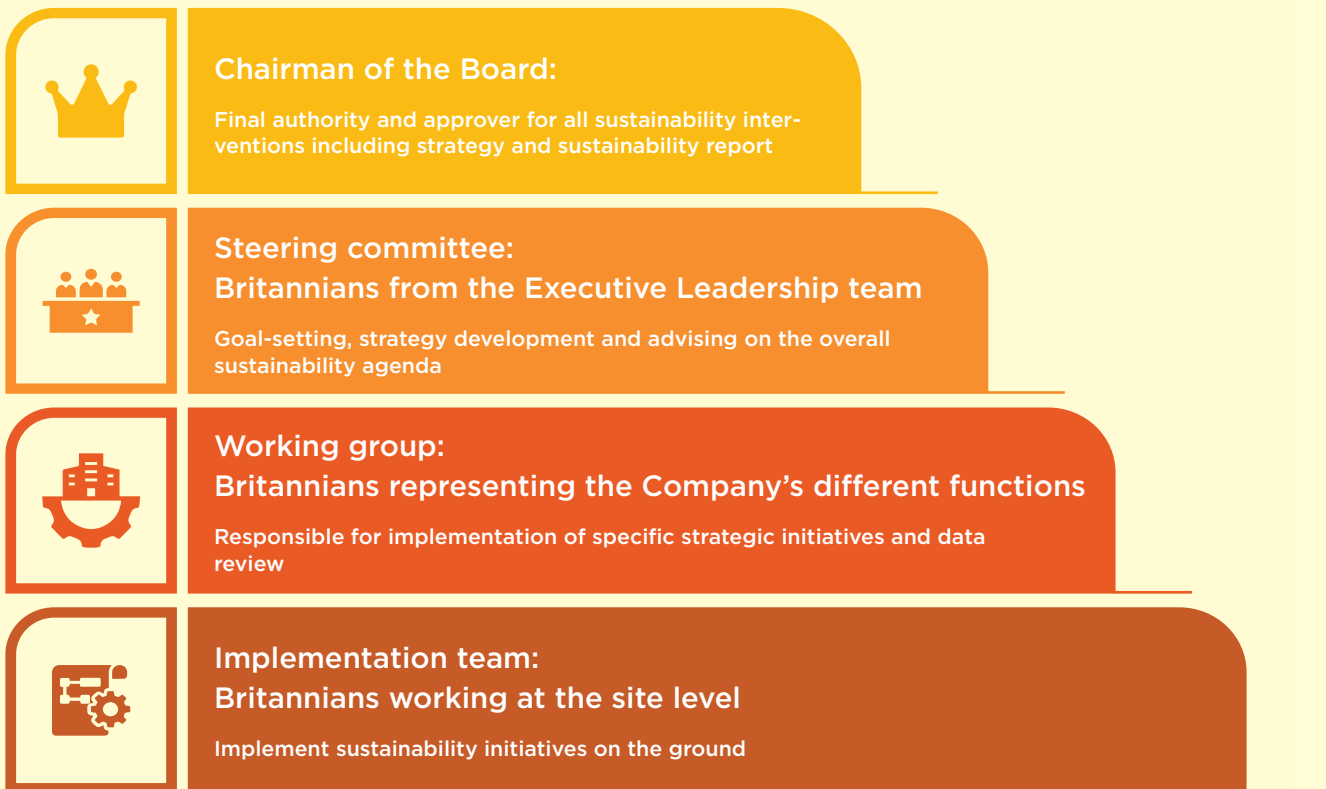 Chairman of the Board:
Final authority and approver for all sustainability inter-
ventions including strategy and sustainability report
Steering committee:
Britannians from the Executive Leadership team
Goal-setting, strategy development and advising on the overall
sustainability agenda
Working group:
Britannians representing the Company’s different functions
Responsible for implementation of specific strategic initiatives and data
review
Implementation team:
Britannians working at the site level
Implement sustainability initiatives on the ground